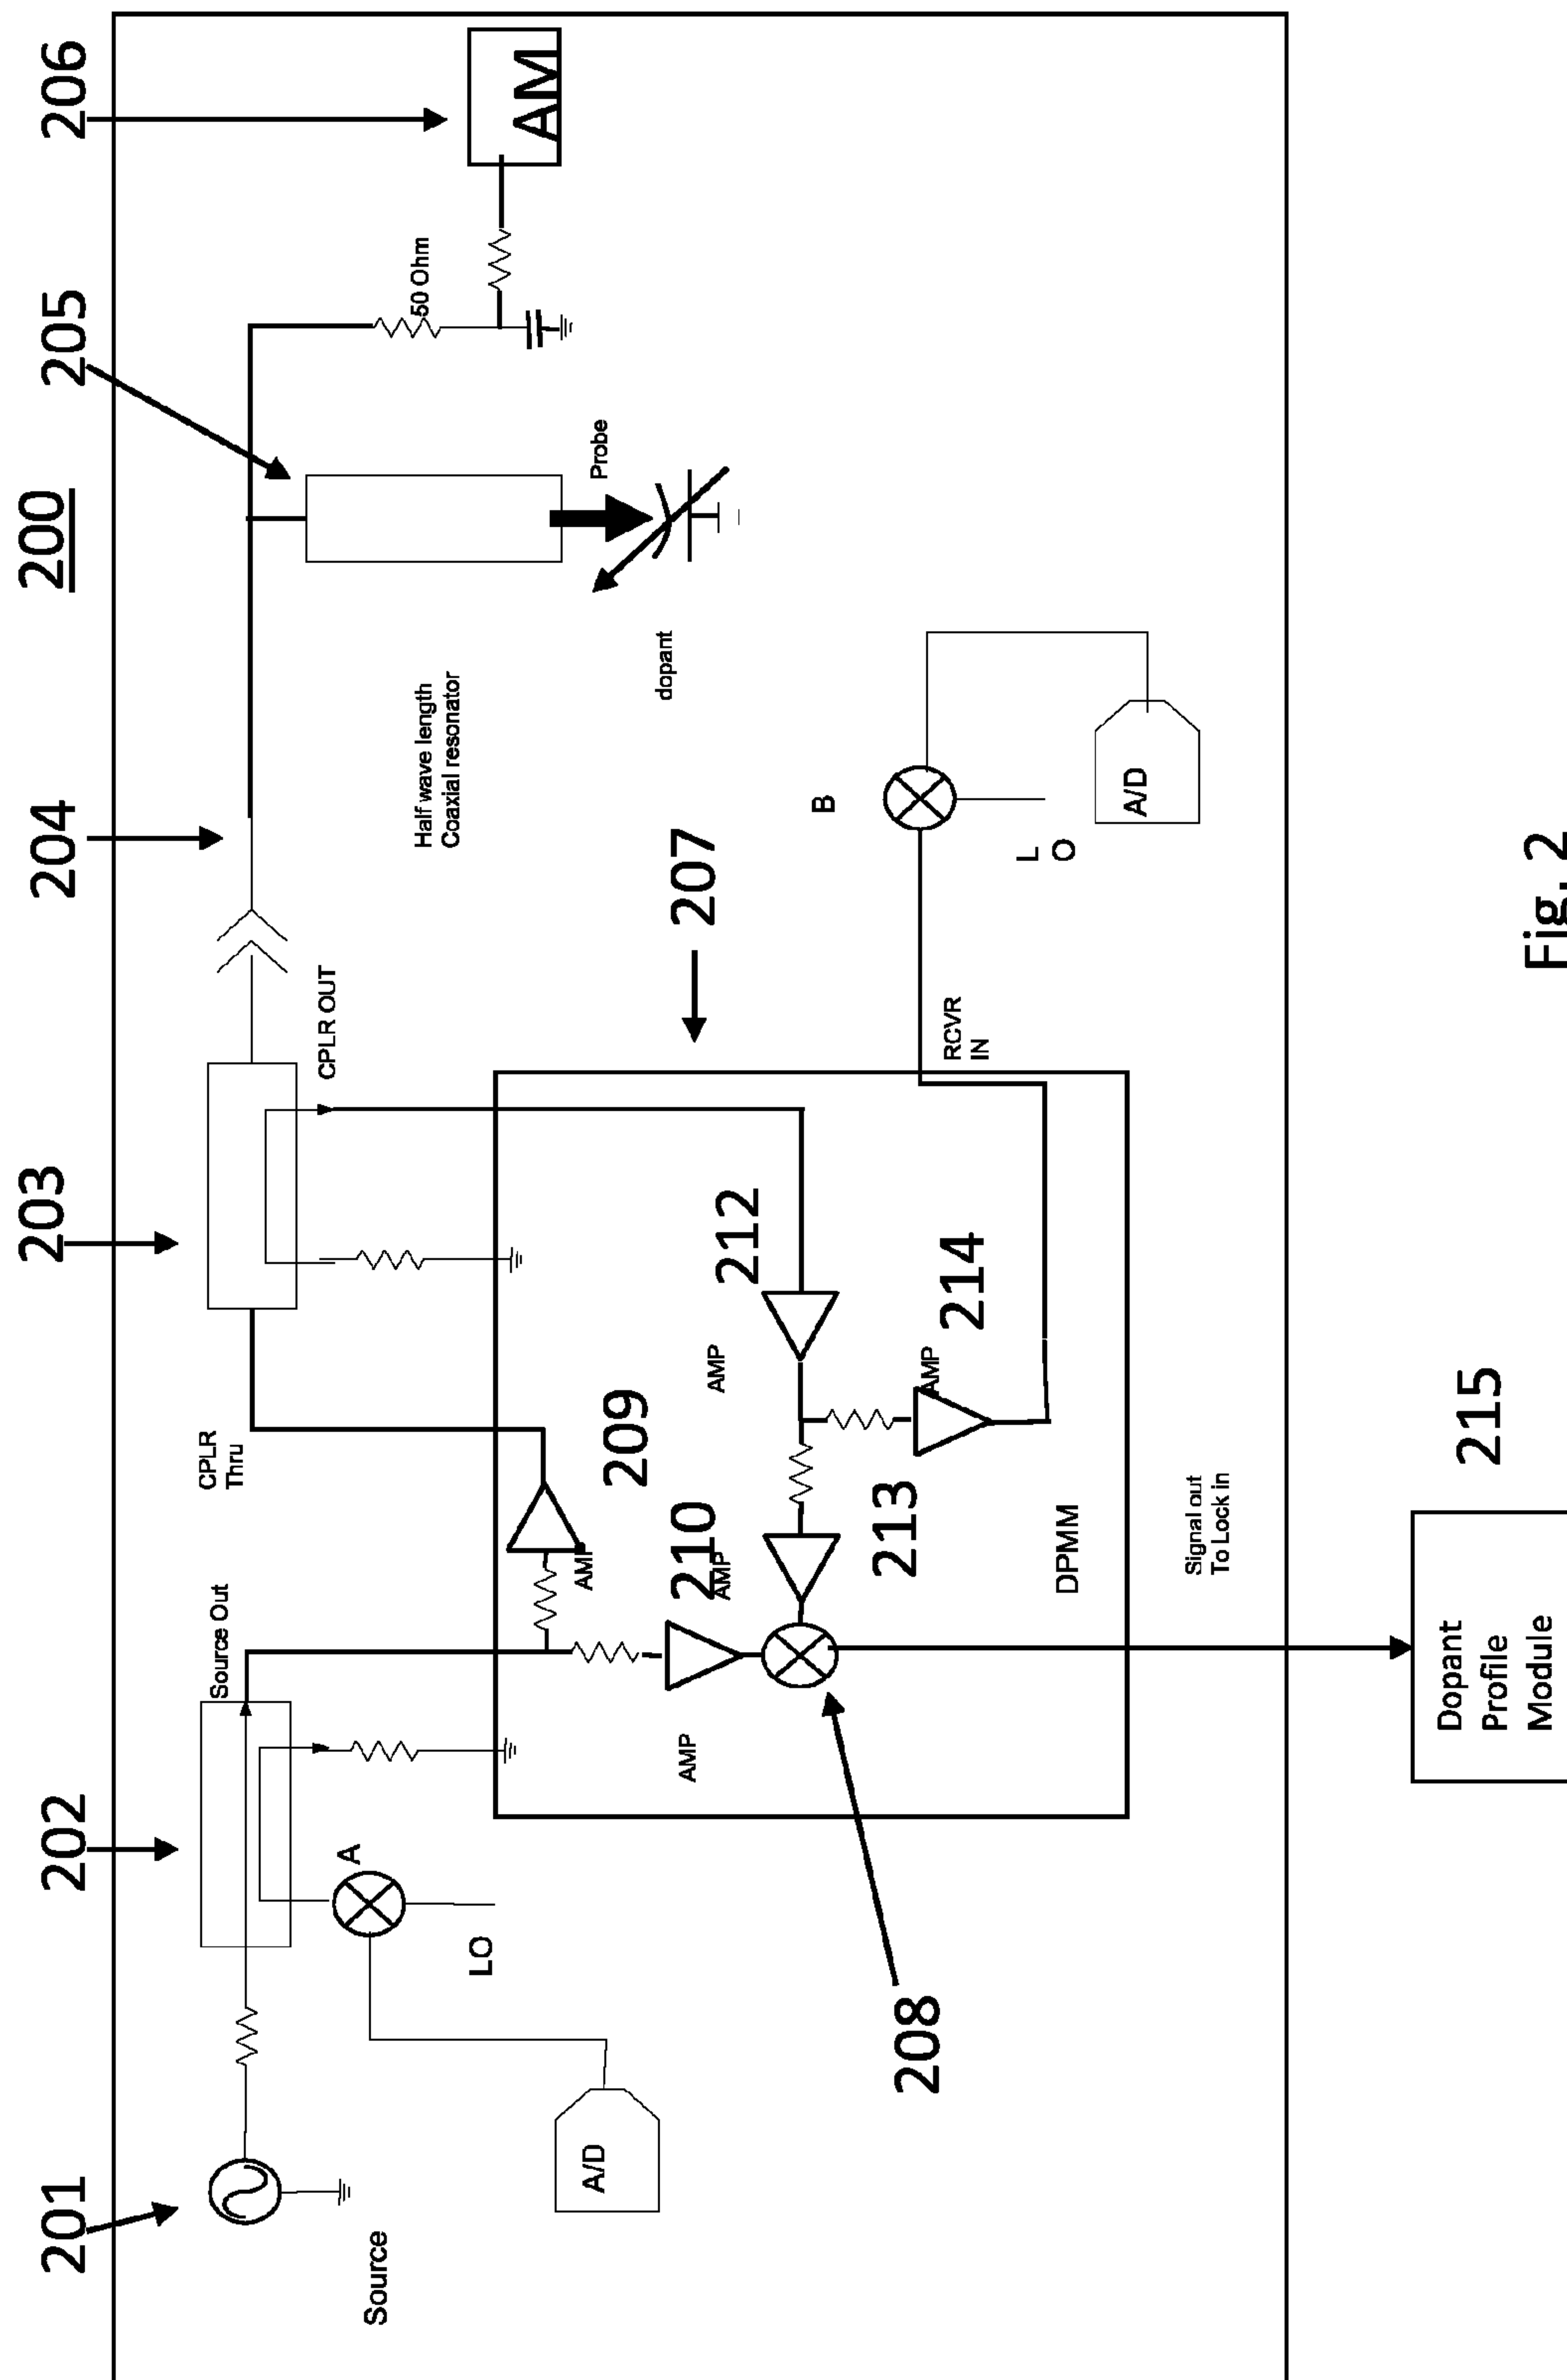 200
201
202
203
204
205
206
Source Out
CPLR
Thru
CPLR OUT
50 Ohm
AM
Source
A
LO
A/D
Half wave length
Coaxial resonator
Probe
dopant
207
209
AMP
210
AMP
AMP
212
AMP
213
214
AMP
208
DPMM
RCVR
IN
B
L
O
A/D
Signal out
To Lock in
215
Dopant
Profile
Module
Fig. 2